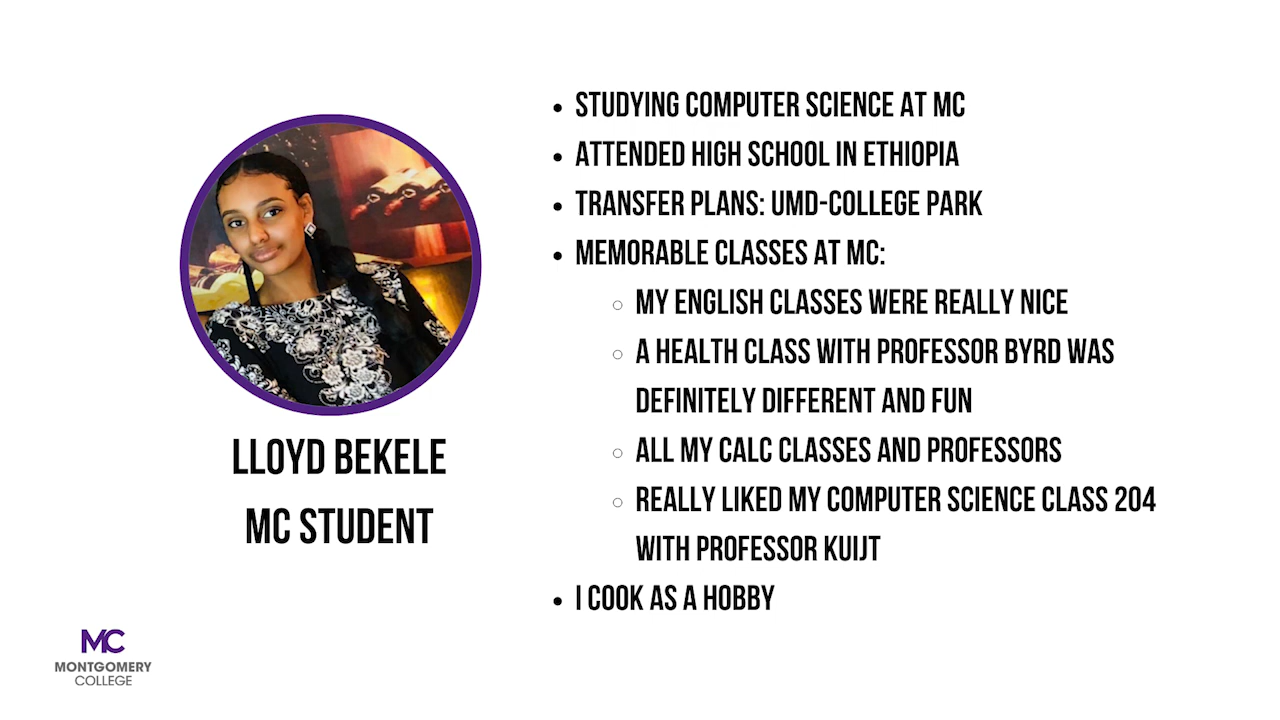 STUDYING COMPUTER SCIENCE AT MC
ATTENDED HIGH SCHOOL IN ETHIOPIA
TRANSFER PLANS: UMD-COLLEGE PARK
MEMORABLE CLASSES AT MC:
MY ENGLISH CLASSES WERE REALLY NICE
A HEALTH CLASS WITH PROFESSOR BYRD WAS
DEFINITELY DIFFERENT AND FUN
ALL MY CALC CLASSES AND PROFESSORS
REALLY LIKED MY COMPUTER SCIENCE CLASS 204
WITH PROFESSOR KUIJT
I COOK AS A HOBBY
LLOYD BEKELE
MC STUDENT
MC
MONTGOMERY
COLLEGE